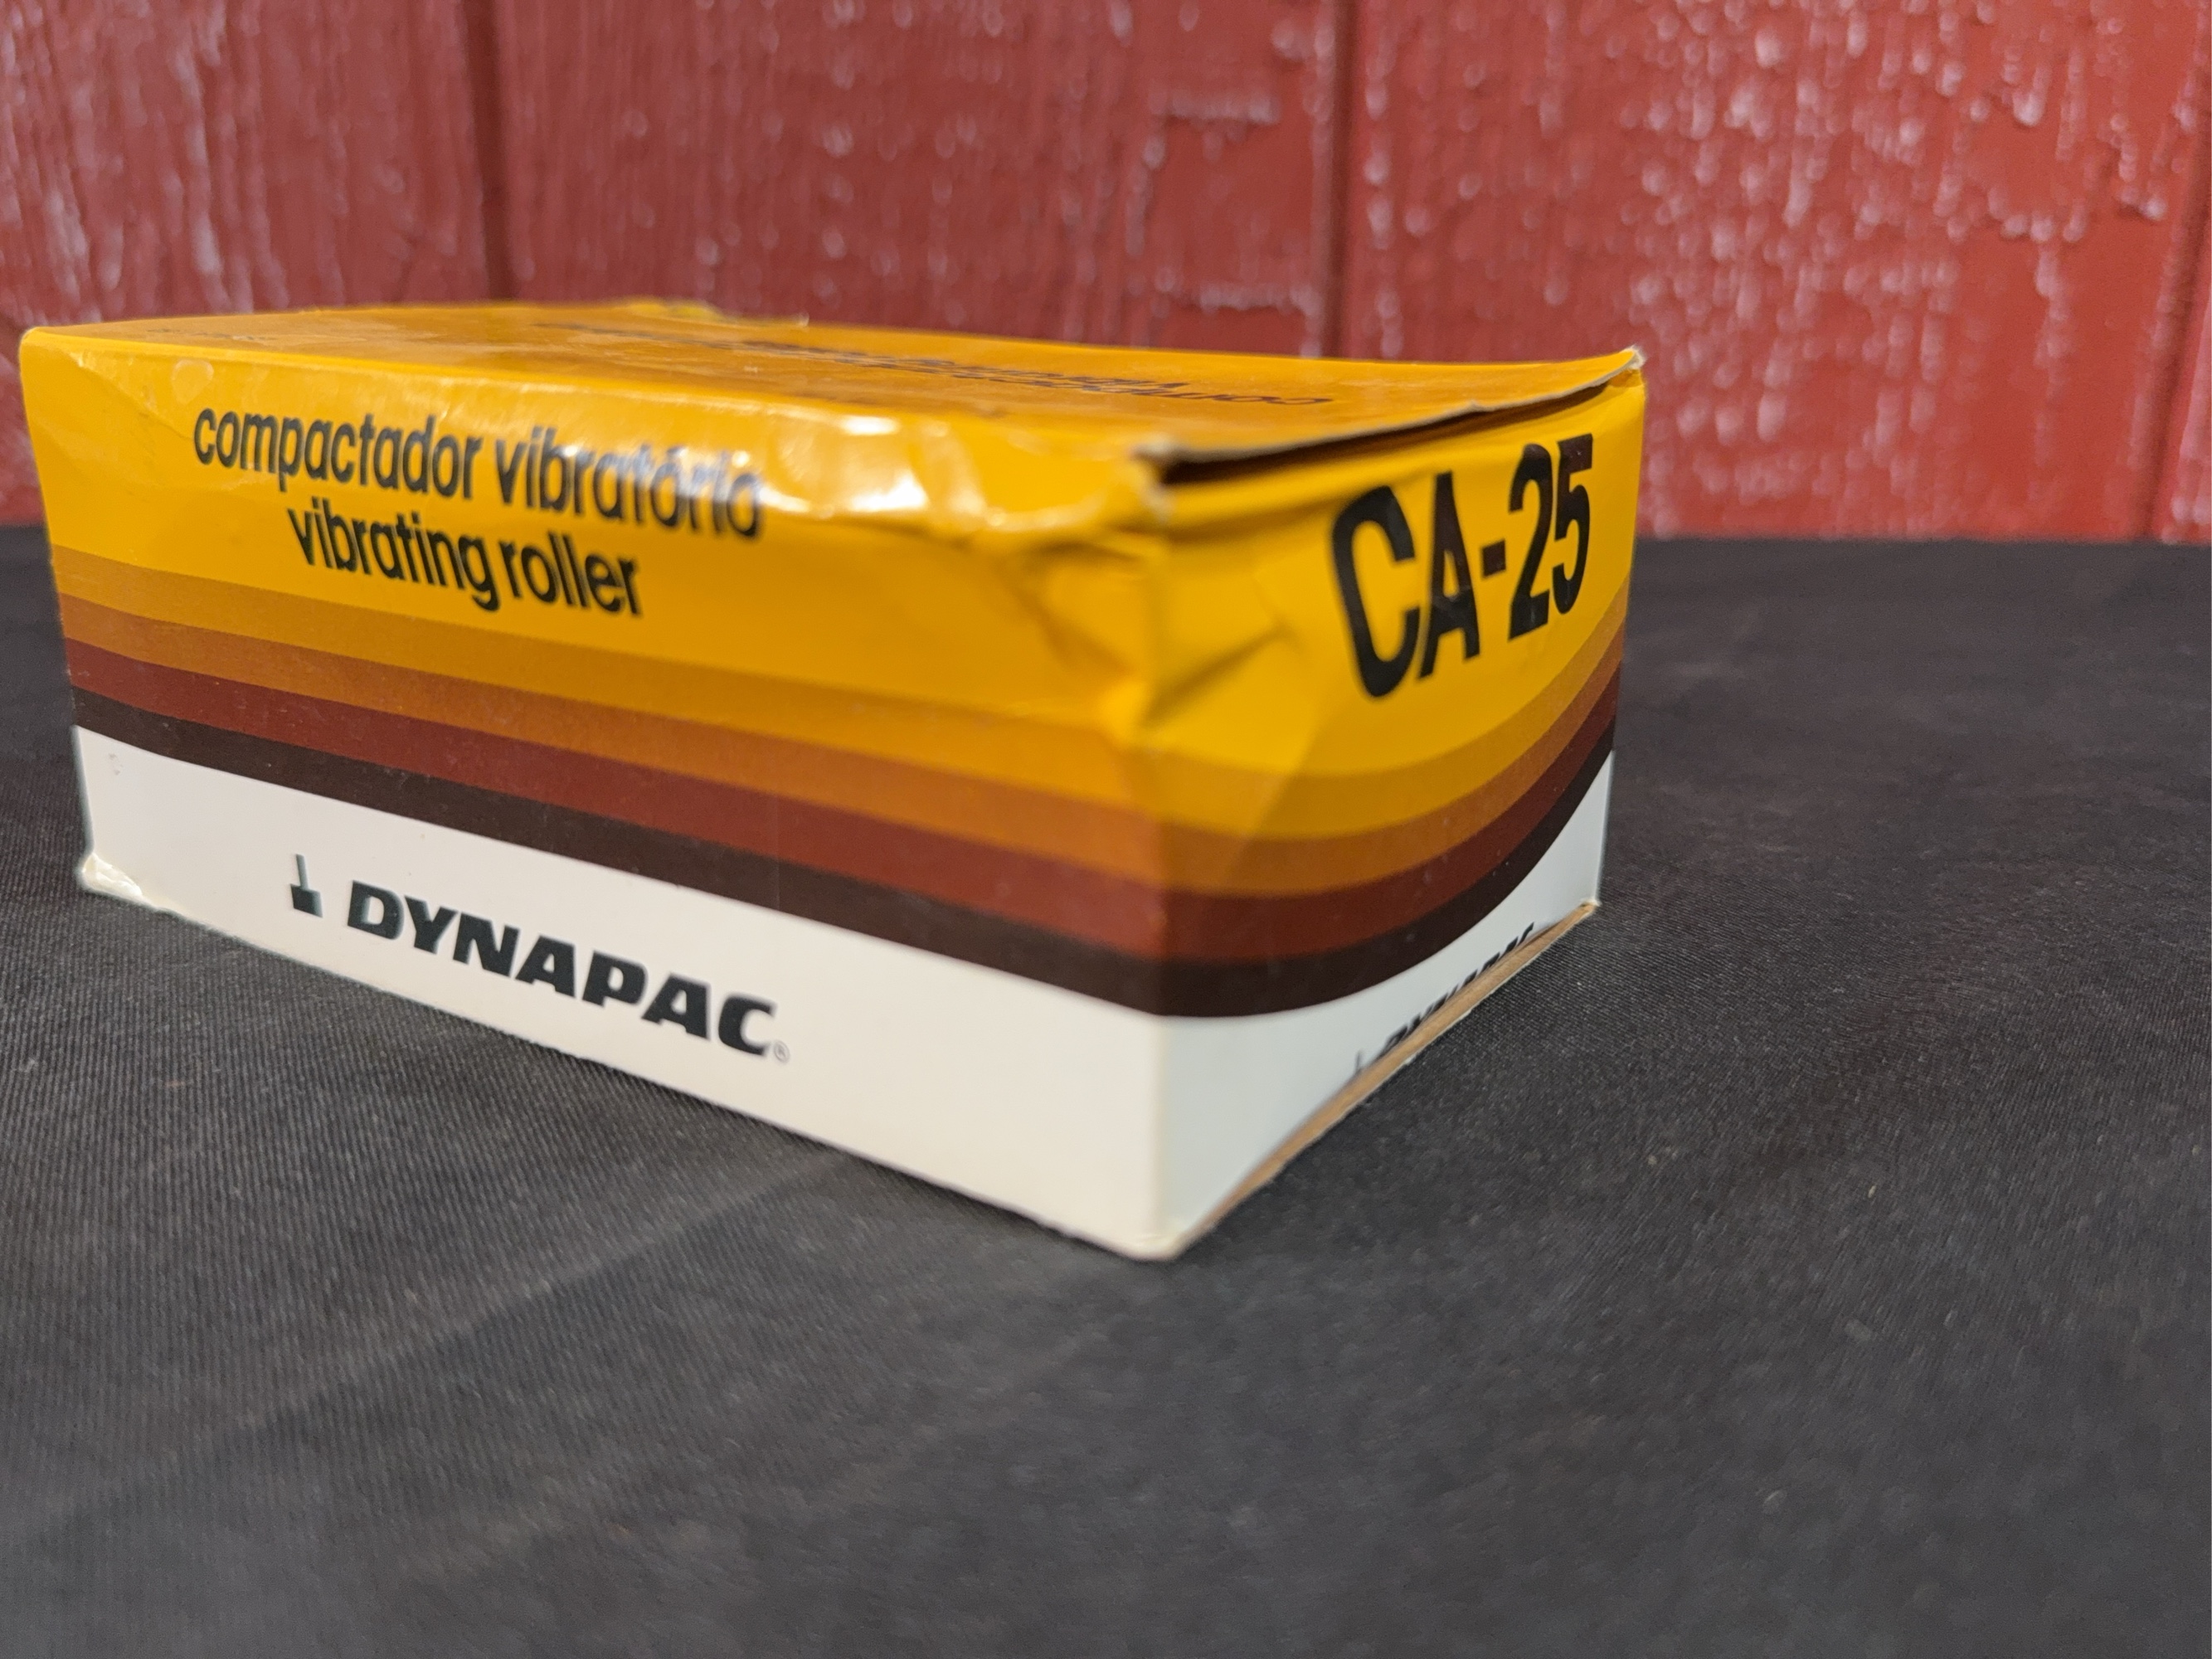 compactador vibratório
vibrating roller
CA-25
DYNAPAC®